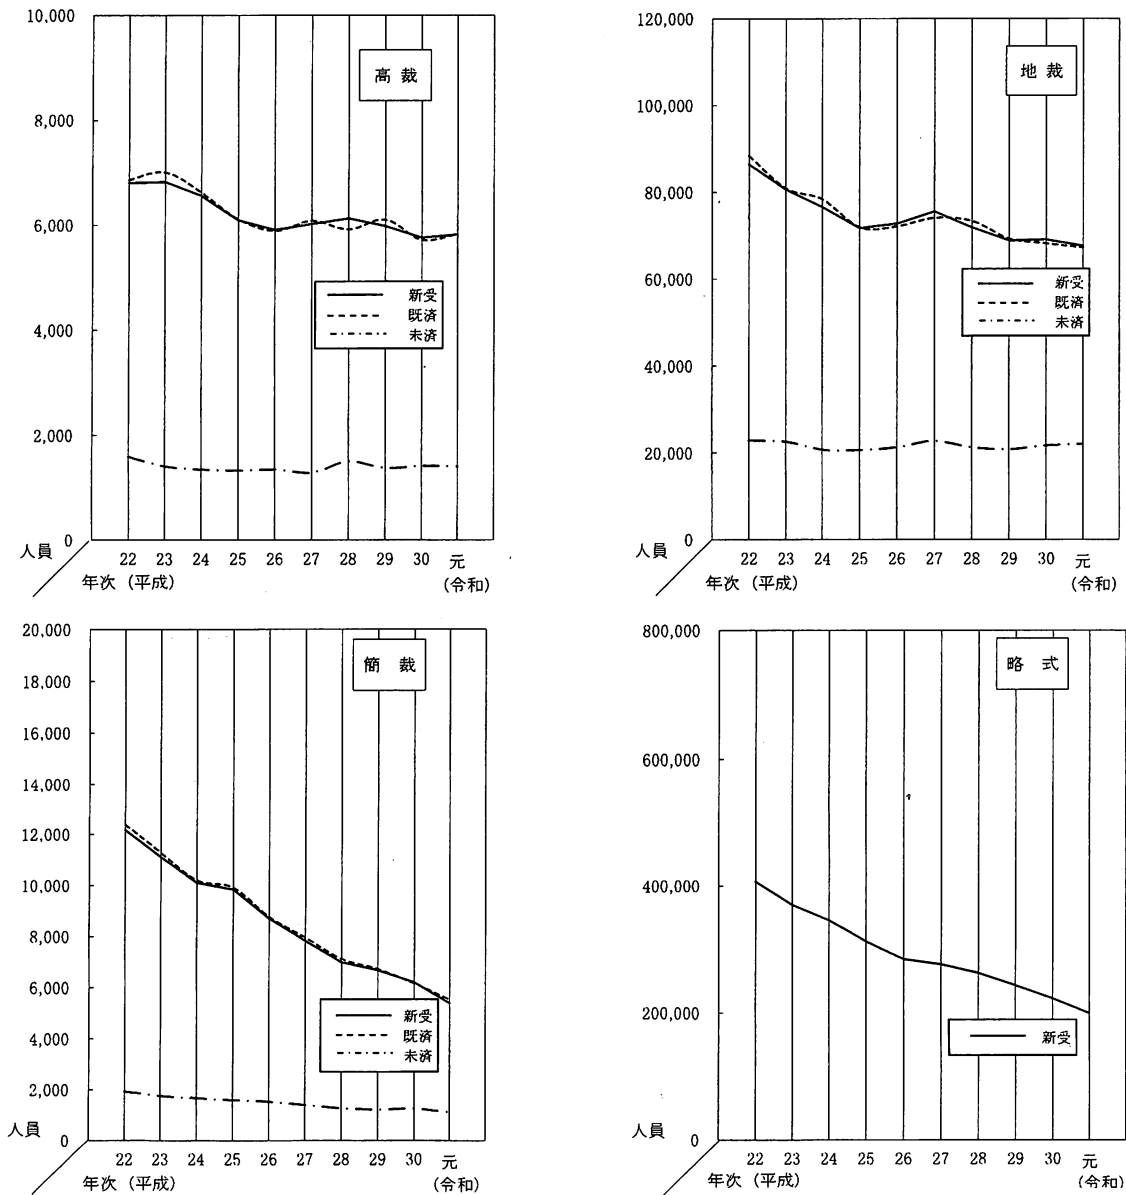 高裁
10,000
8,000
6,000
4,000
2,000
0
新受
既済
未済
人員
22 23 24 25 26 27 28 29 30 元
年次（平成） （令和）
地裁
120,000
100,000
80,000
60,000
40,000
20,000
0
新受
既済
未済
人員
22 23 24 25 26 27 28 29 30 元
年次（平成） （令和）
簡裁
20,000
18,000
16,000
14,000
12,000
10,000
8,000
6,000
4,000
2,000
0
新受
既済
未済
人員
22 23 24 25 26 27 28 29 30 元
年次（平成） （令和）
略式
800,000
600,000
400,000
200,000
0
新受
人員
22 23 24 25 26 27 28 29 30 元
年次（平成） （令和）